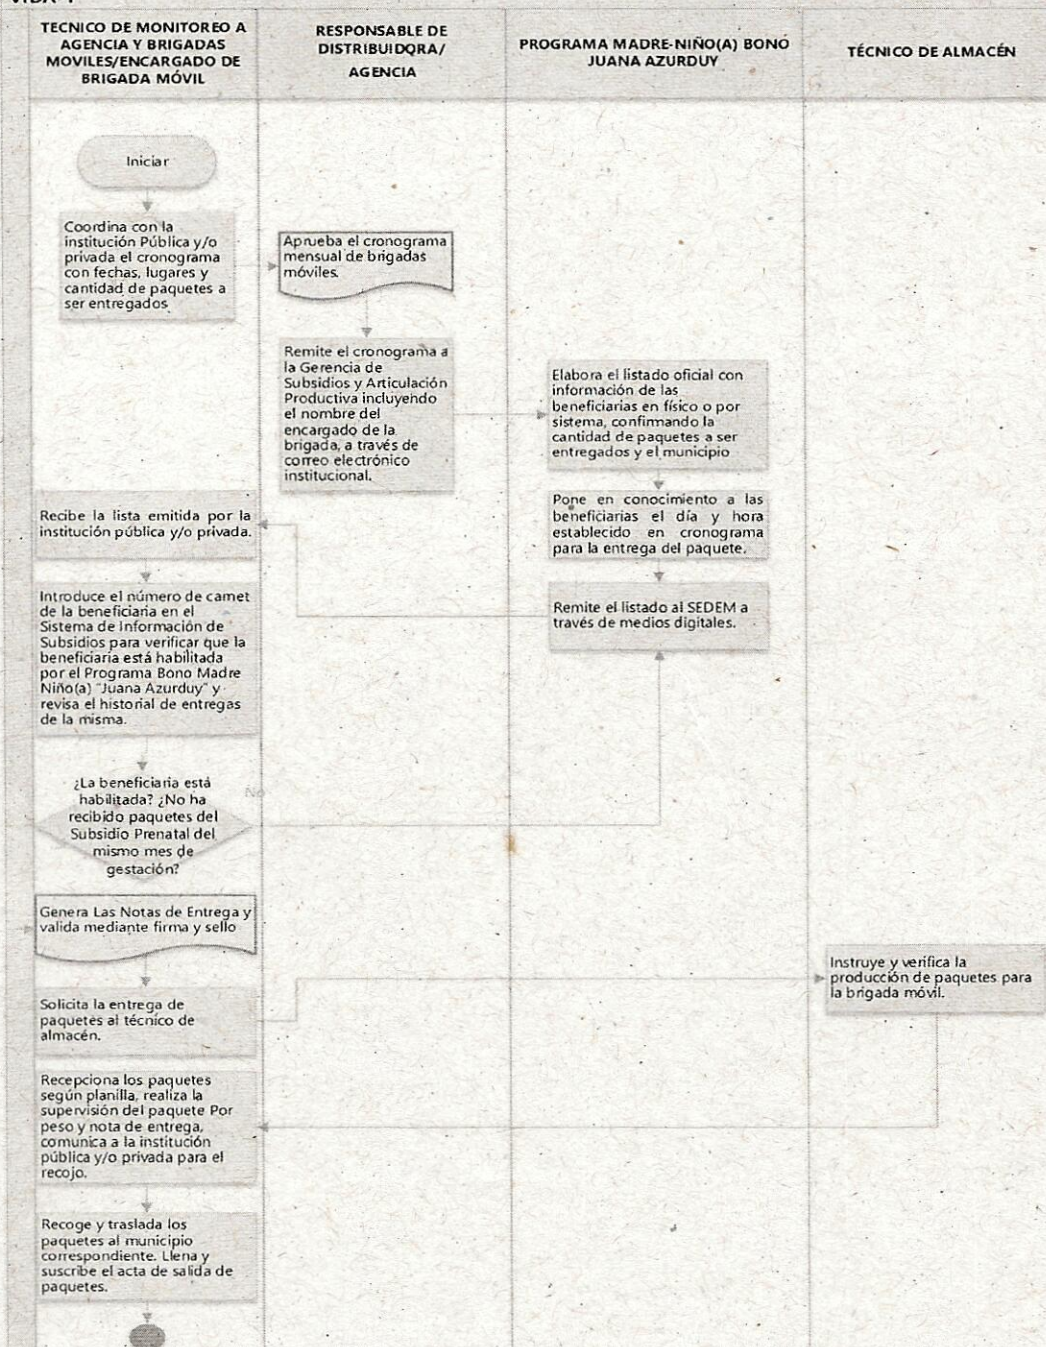 TECNICO DE MONITOREO A
AGENCIA Y BRIGADAS
MOVILES/ENCARGADO DE
BRIGADA MÓVIL
RESPONSABLE DE
DISTRIBUIDORA/
AGENCIA
PROGRAMA MADRE-NIÑO(A) BONO
JUANA AZURDUY
TÉCNICO DE ALMACÉN
Iniciar
Coordina con la
institución Pública y/o
privada el cronograma
con fechas, lugares y
cantidad de paquetes a
ser entregados
Aprueba el cronograma
mensual de brigadas
móviles.
Remite el cronograma a
la Gerencia de
Subsidios y Articulación
Productiva incluyendo
el nombre del
encargado de la
brigada, a través de
correo electrónico
institucional.
Elabora el listado oficial con
información de las
beneficiarias en físico o por
sistema, confirmando la
cantidad de paquetes a ser
entregados y el municipio
Pone en conocimiento a las
beneficiarias el día y hora
establecido en cronograma
para la entrega del paquete.
Remite el listado al SEDEM a
través de medios digitales.
Recibe la lista emitida por la
institución pública y/o privada.
Introduce el número de carnet
de la beneficiaria en el
Sistema de Información de
Subsidios para verificar que la
beneficiaria está habilitada
por el Programa Bono Madre
Niño(a) "Juana Azurduy" y
revisa el historial de entregas
de la misma.
¿La beneficiaria está
habilitada? ¿No ha
recibido paquetes del
Subsidio Prenatal del
mismo mes de
gestación?
No
Genera Las Notas de Entrega y
valida mediante firma y sello
Solicita la entrega de
paquetes al técnico de
almacén.
Instruye y verifica la
producción de paquetes para
la brigada móvil.
Recepciona los paquetes
según planilla, realiza la
supervisión del paquete Por
peso y nota de entrega,
comunica a la institución
pública y/o privada para el
recojo.
Recoge y traslada los
paquetes al municipio
correspondiente. Llena y
suscribe el acta de salida de
paquetes.